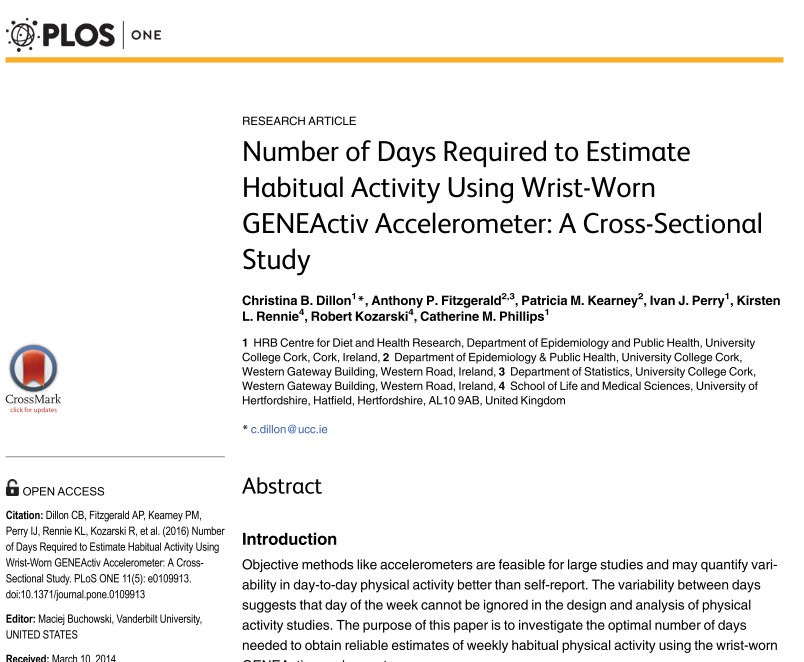 PLOS ONE
RESEARCH ARTICLE
Number of Days Required to Estimate
Habitual Activity Using Wrist-Worn
GENEActiv Accelerometer: A Cross-Sectional
Study
Christina B. Dillon1*, Anthony P. Fitzgerald2,3, Patricia M. Kearney2, Ivan J. Perry1, Kirsten
L. Rennie4, Robert Kozarski4, Catherine M. Phillips1
1 HRB Centre for Diet and Health Research, Department of Epidemiology and Public Health, University
College Cork, Cork, Ireland, 2 Department of Epidemiology & Public Health, University College Cork,
Western Gateway Building, Western Road, Ireland, 3 Department of Statistics, University College Cork,
Western Gateway Building, Western Road, Ireland, 4 School of Life and Medical Sciences, University of
Hertfordshire, Hatfield, Hertfordshire, AL10 9AB, United Kingdom
* c.dillon@ucc.ie
CrossMark
click for updates
OPEN ACCESS
Citation: Dillon CB, Fitzgerald AP, Kearney PM,
Perry IJ, Rennie KL, Kozarski R, et al. (2016) Number
of Days Required to Estimate Habitual Activity Using
Wrist-Worn GENEActiv Accelerometer: A Cross-
Sectional Study. PLoS ONE 11(5): e0109913.
doi:10.1371/journal.pone.0109913
Editor: Maciej Buchowski, Vanderbilt University,
UNITED STATES
Received: March 10, 2014
Abstract
Introduction
Objective methods like accelerometers are feasible for large studies and may quantify vari-
ability in day-to-day physical activity better than self-report. The variability between days
suggests that day of the week cannot be ignored in the design and analysis of physical
activity studies. The purpose of this paper is to investigate the optimal number of days
needed to obtain reliable estimates of weekly habitual physical activity using the wrist-worn